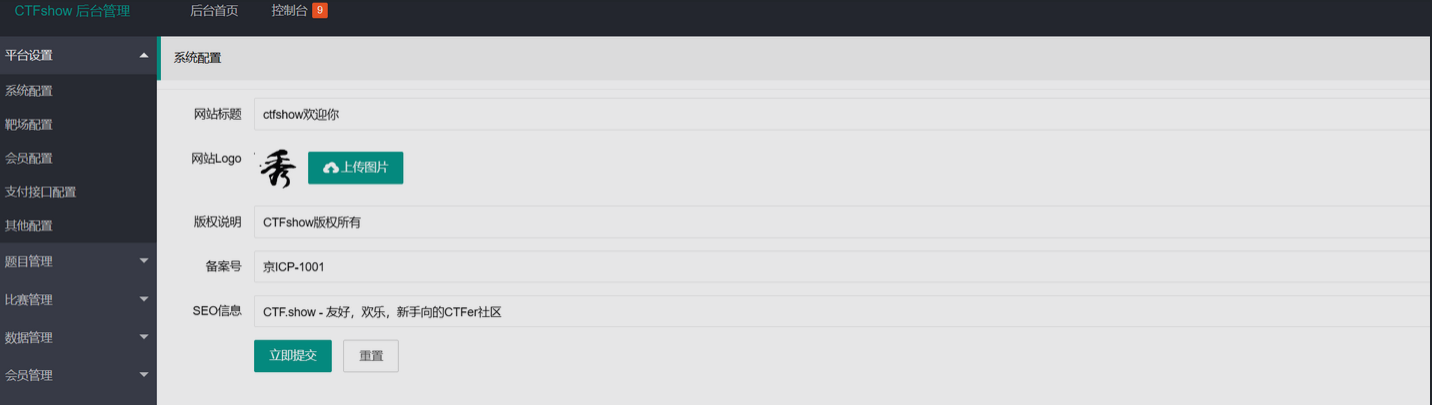 CTFshow 后台管理 后台首页 控制台 9
平台设置
系统配置
靶场配置
会员配置
支付接口配置
其他配置
题目管理
比赛管理
数据管理
会员管理
系统配置
网站标题 ctfshow欢迎你
网站Logo 秀 上传图片
版权说明 CTFshow版权所有
备案号 京ICP-1001
SEO信息 CTF.show - 友好，欢乐，新手向的CTFer社区
立即提交 重置